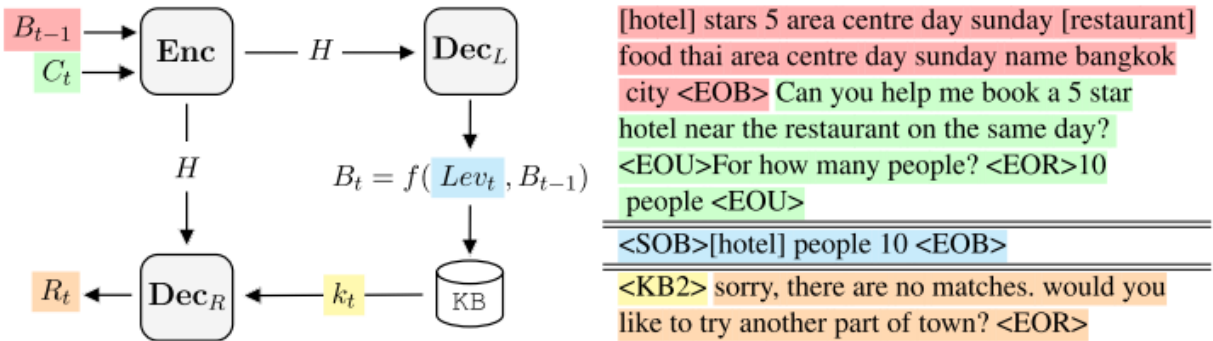 B_{t-1}
C_t
Enc
H
Dec_L
H
B_t = f( Lev_t , B_{t-1})
R_t
Dec_R
k_t
KB
[hotel] stars 5 area centre day sunday [restaurant]
food thai area centre day sunday name bangkok
city <EOB> Can you help me book a 5 star
hotel near the restaurant on the same day?
<EOU>For how many people? <EOR>10
people <EOU>
<SOB>[hotel] people 10 <EOB>
<KB2> sorry, there are no matches. would you
like to try another part of town? <EOR>